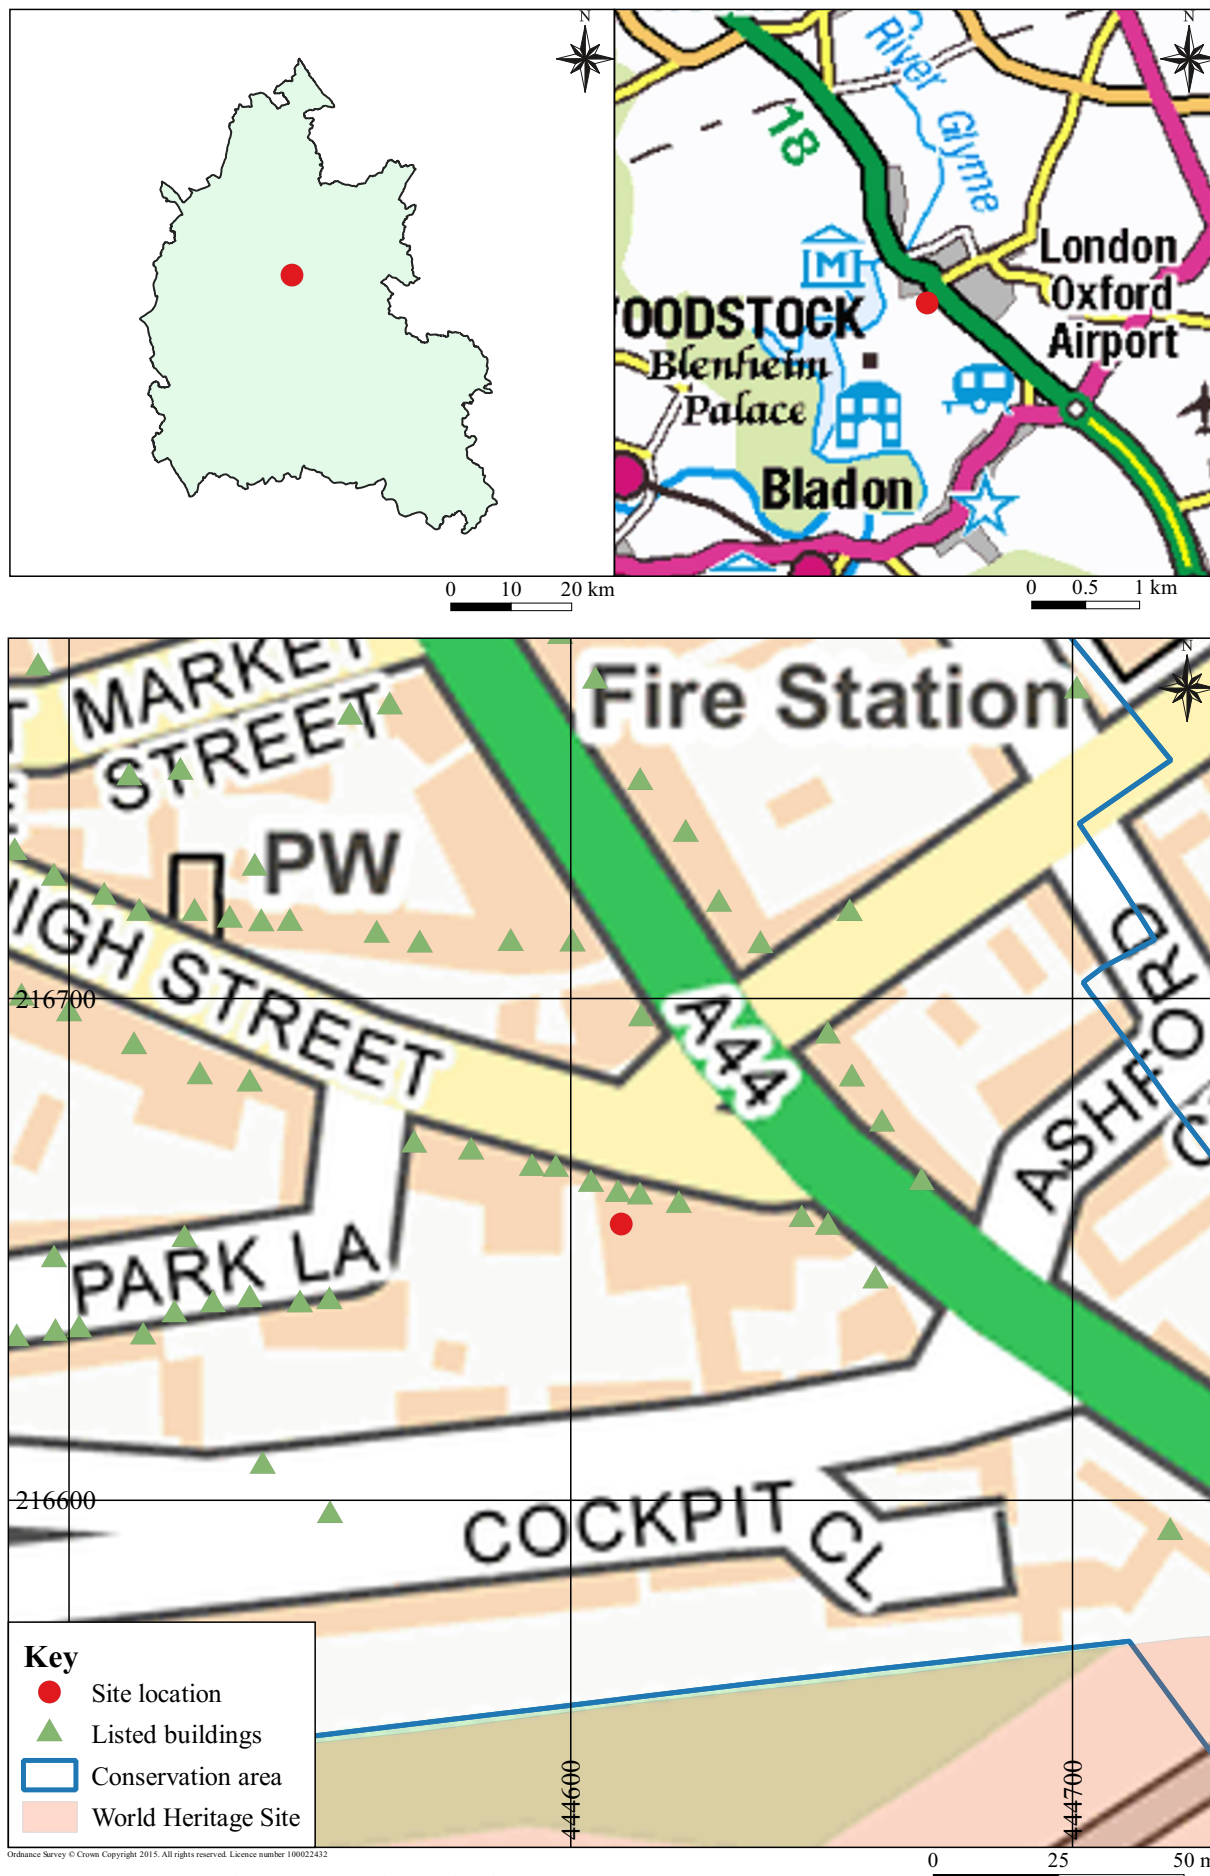 N
0 10 20 km
N
River
Glyme
18
London
Oxford
Airport
OODSTOCK
Blenheim
Palace
Bladon
0 0.5 1 km
N
MARKET
STREET
Fire Station
PW
HIGH STREET
A44
ASHFORD
PARK LA
COCKPIT CL
216700
216600
444600
444700
Key
Site location
Listed buildings
Conservation area
World Heritage Site
Ordnance Survey © Crown Copyright 2015. All rights reserved. Licence number 100022432
0 25 50 m